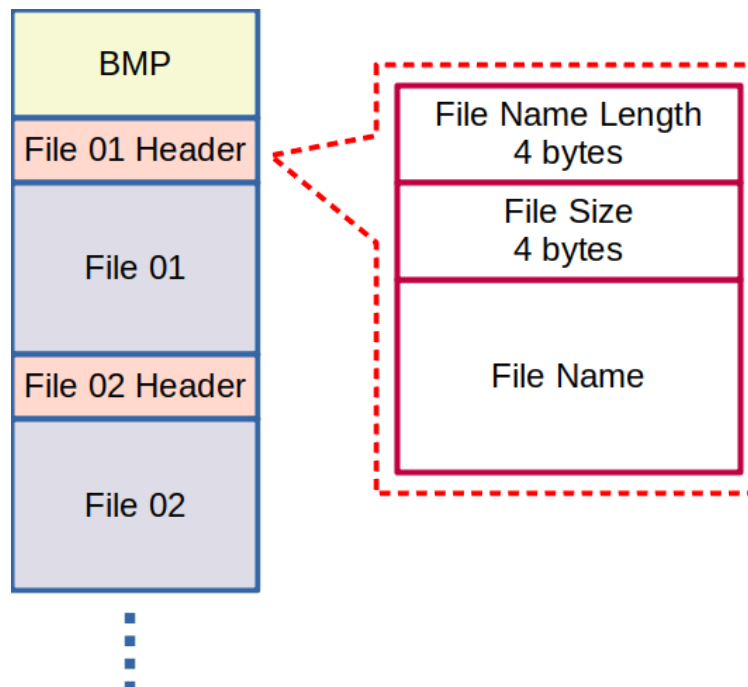 BMP
File 01 Header
File 01
File 02 Header
File 02
File Name Length
4 bytes
File Size
4 bytes
File Name